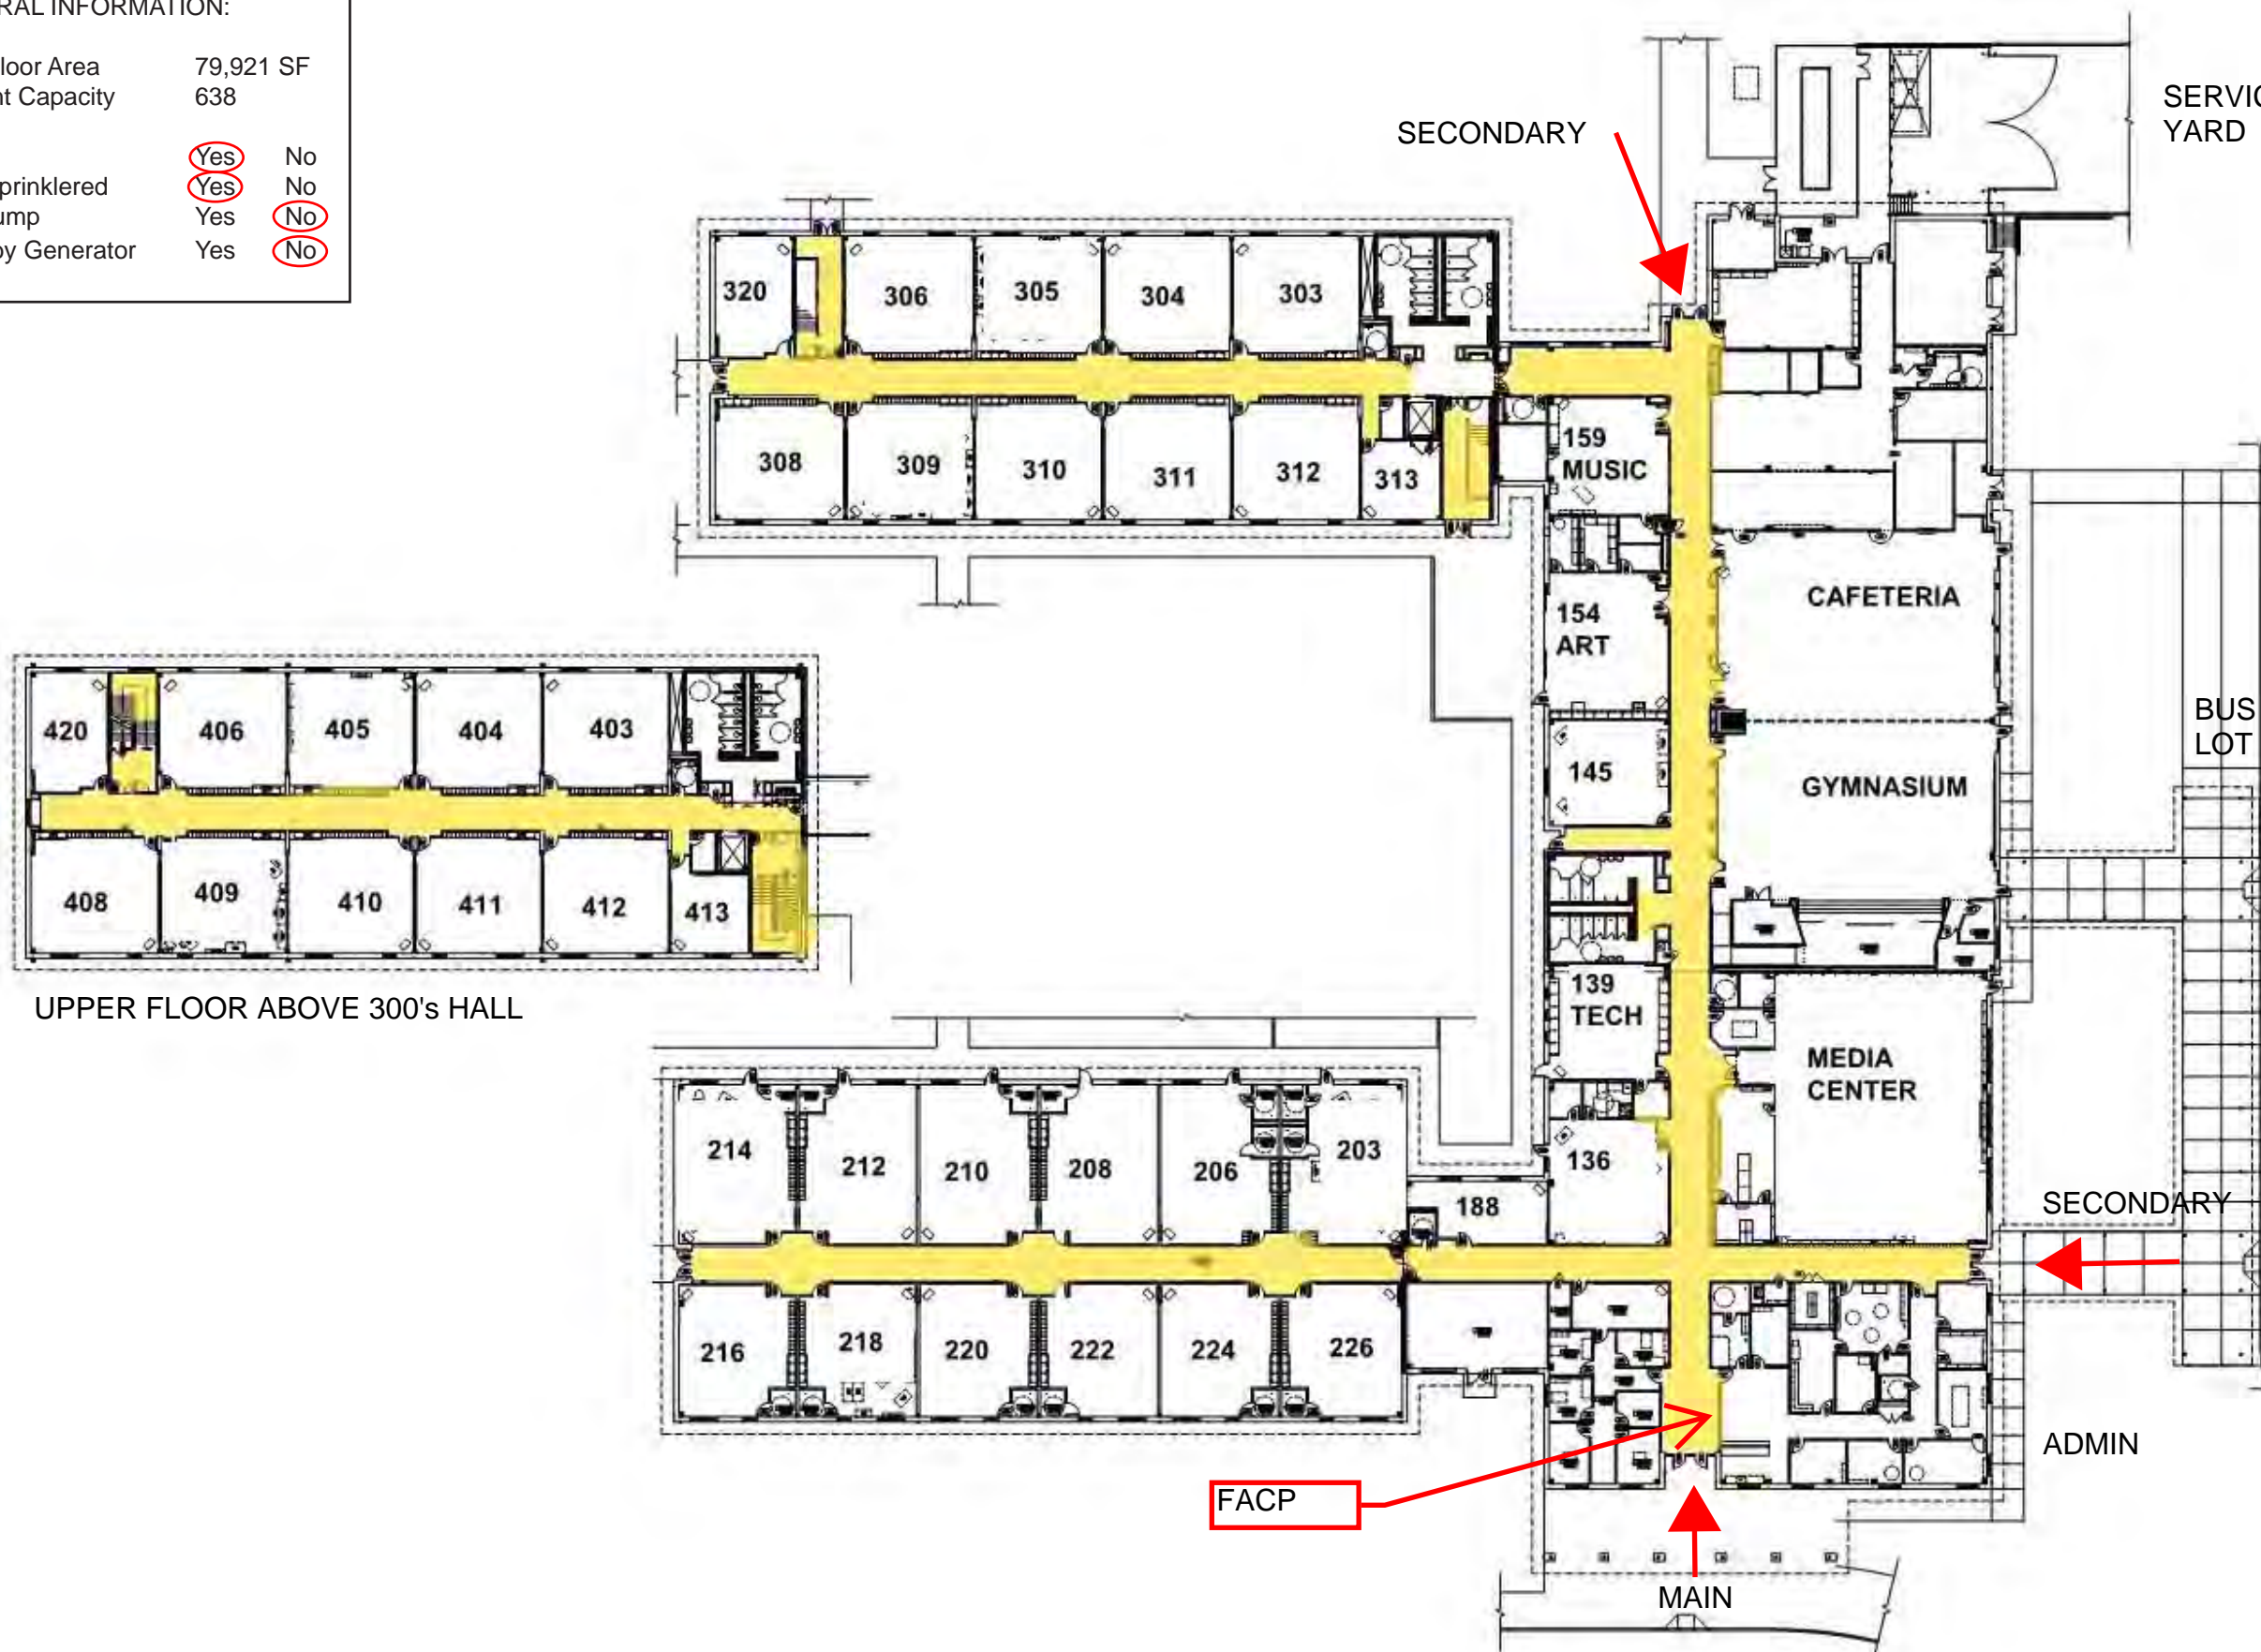 RAL INFORMATION:
loor Area 79,921 SF
nt Capacity 638
Yes No
prinklered Yes No
ump Yes No
by Generator Yes No
SECONDARY
SERVIC
YARD
320
306
305
304
303
308
309
310
311
312
313
159
MUSIC
154
ART
CAFETERIA
145
GYMNASIUM
BUS
LOT
420
406
405
404
403
408
409
410
411
412
413
UPPER FLOOR ABOVE 300's HALL
139
TECH
MEDIA
CENTER
214
212
210
208
206
203
188
136
SECONDARY
216
218
220
222
224
226
ADMIN
FACP
MAIN